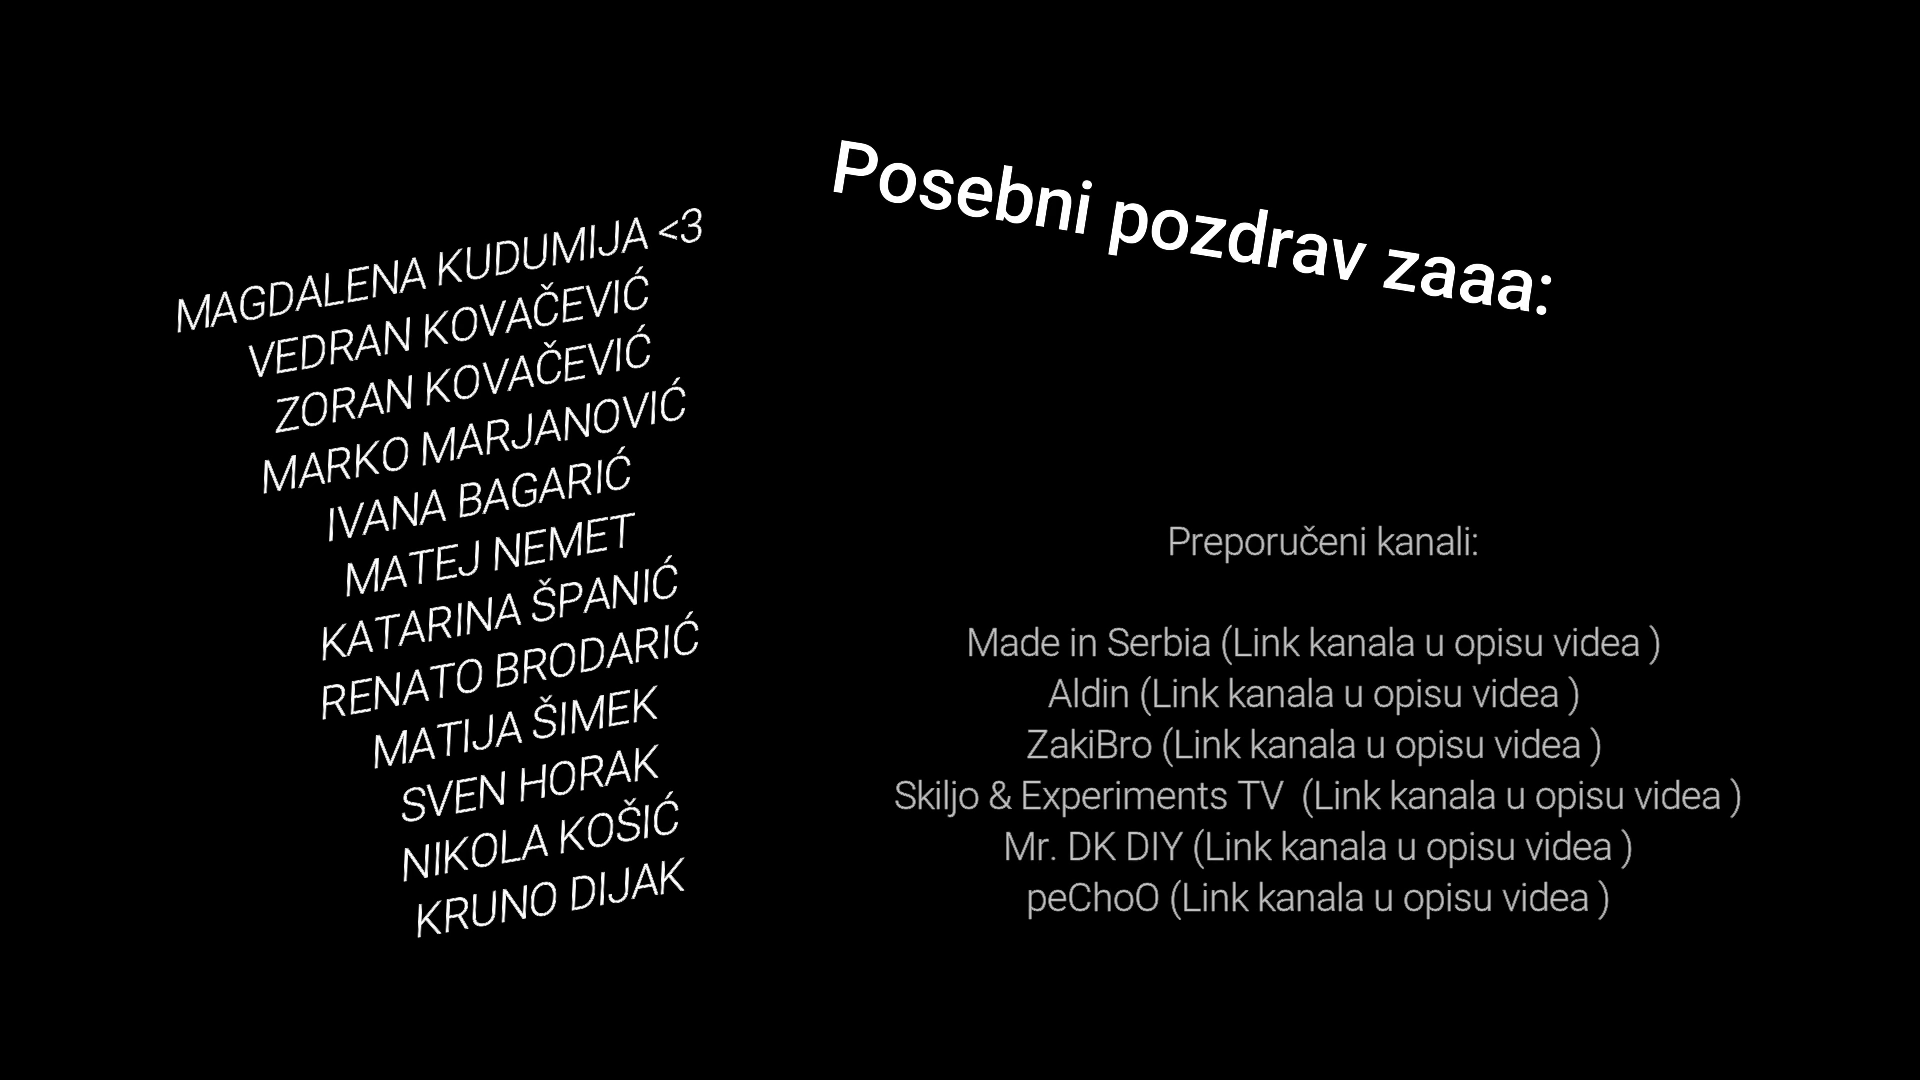 Posebni pozdrav zaaa:
MAGDALENA KUDUMIJA <3
VEDRAN KOVAČEVIĆ
ZORAN KOVAČEVIĆ
MARKO MARJANOVIĆ
IVANA BAGARIĆ
MATEJ NEMET
KATARINA ŠPANIĆ
RENATO BRODARIĆ
MATIJA ŠIMEK
SVEN HORAK
NIKOLA KOŠIĆ
KRUNO DIJAK
Preporučeni kanali:
Made in Serbia (Link kanala u opisu videa )
Aldin (Link kanala u opisu videa )
ZakiBro (Link kanala u opisu videa )
Skiljo & Experiments TV  (Link kanala u opisu videa )
Mr. DK DIY (Link kanala u opisu videa )
peChoO (Link kanala u opisu videa )